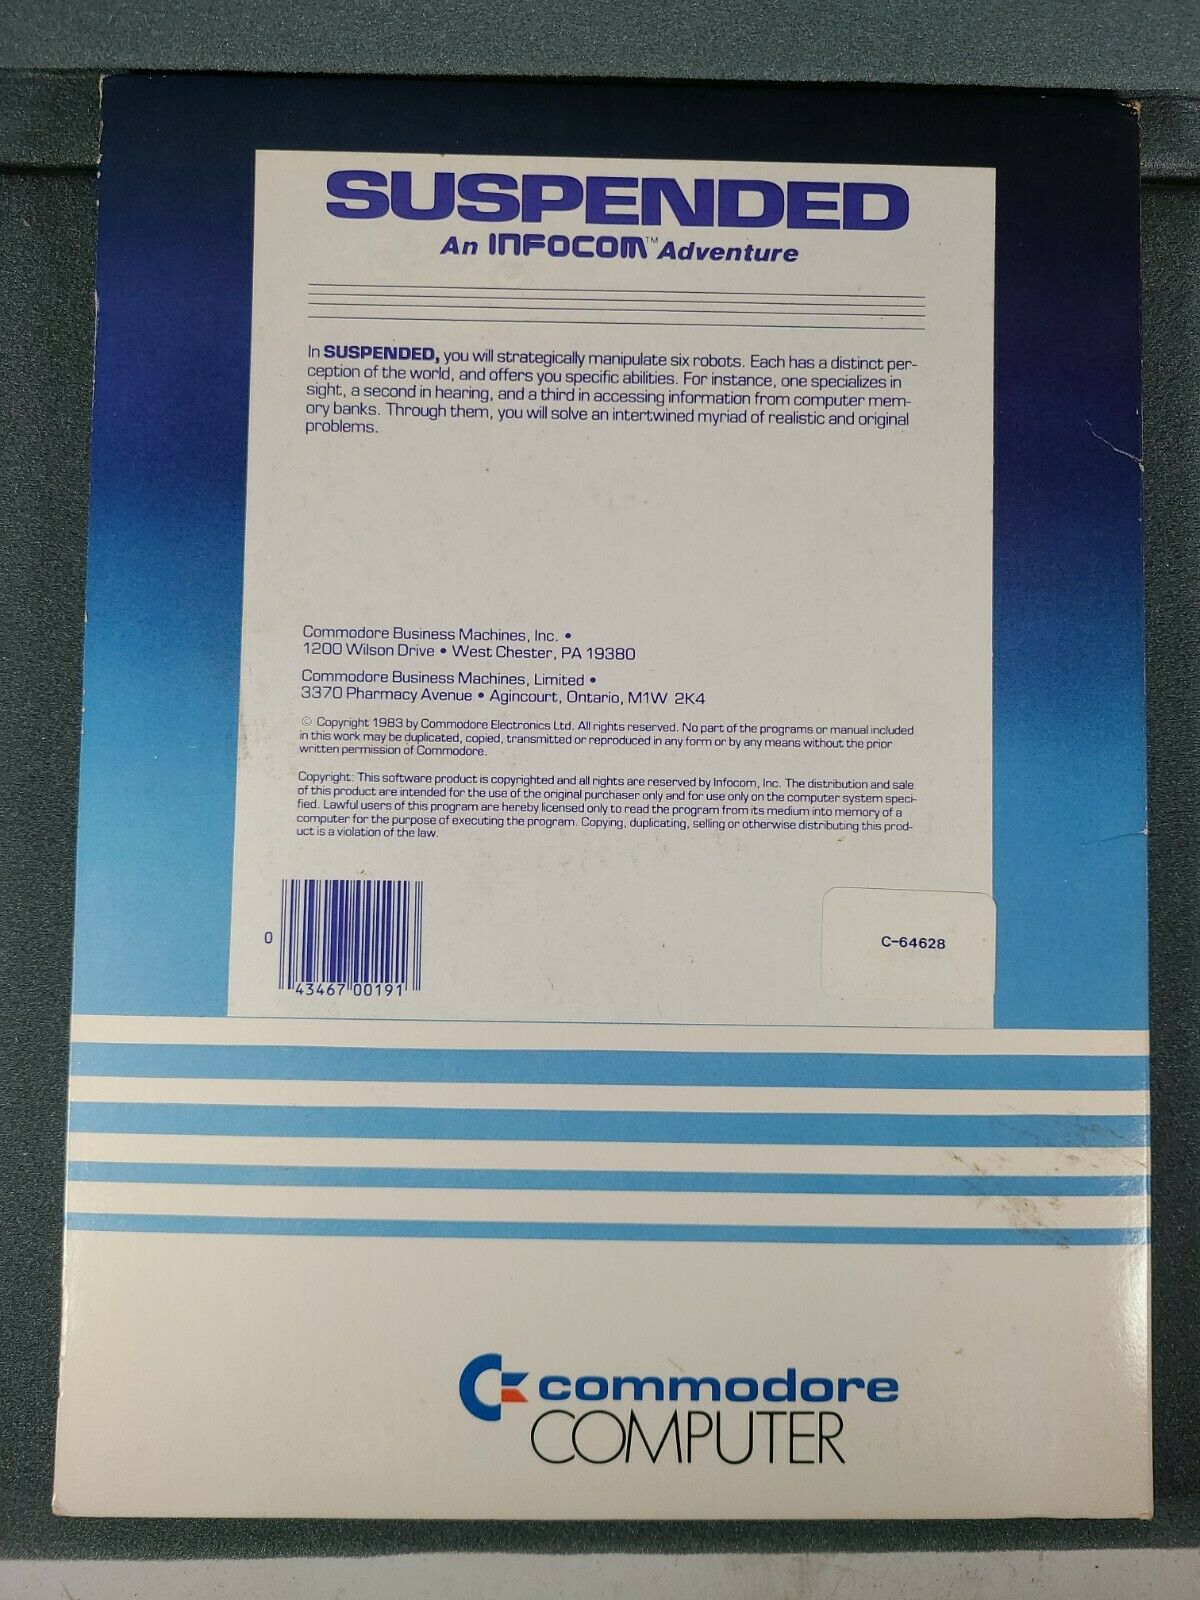 SUSPENDED
An INFOCOM™ Adventure
In SUSPENDED, you will strategically manipulate six robots. Each has a distinct per-
ception of the world, and offers you specific abilities. For instance, one specializes in
sight, a second in hearing, and a third in accessing information from computer mem-
ory banks. Through them, you will solve an intertwined myriad of realistic and original
problems.
Commodore Business Machines, Inc. •
1200 Wilson Drive • West Chester, PA 19380
Commodore Business Machines, Limited •
3370 Pharmacy Avenue • Agincourt, Ontario, M1W 2K4
© Copyright 1983 by Commodore Electronics Ltd. All rights reserved. No part of the programs or manual included
in this work may be duplicated, copied, transmitted or reproduced in any form or by any means without the prior
written permission of Commodore.
Copyright: This software product is copyrighted and all rights are reserved by Infocom, Inc. The distribution and sale
of this product are intended for the use of the original purchaser only and for use only on the computer system speci-
fied. Lawful users of this program are hereby licensed only to read the program from its medium into memory of a
computer for the purpose of executing the program. Copying, duplicating, selling or otherwise distributing this prod-
uct is a violation of the law.
0 43467 00191
C-64628
commodore
COMPUTER